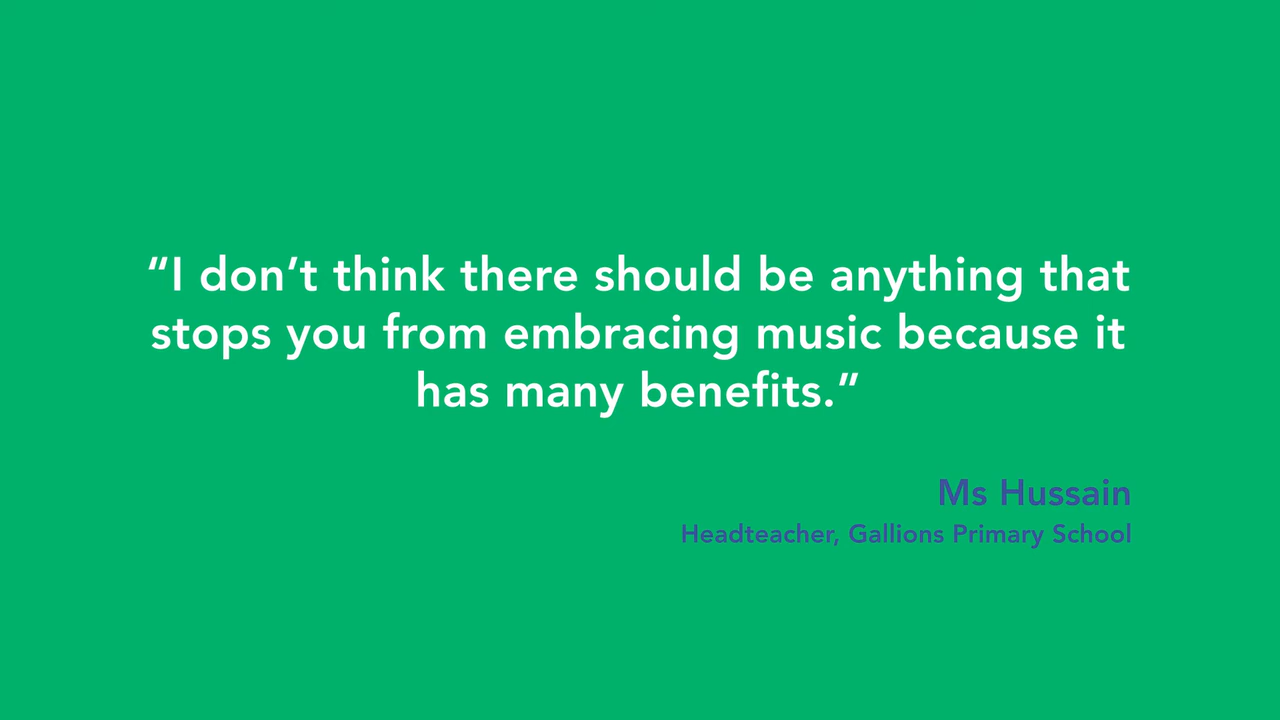 “I don’t think there should be anything that
stops you from embracing music because it
has many benefits.”
Ms Hussain
Headteacher, Gallions Primary School